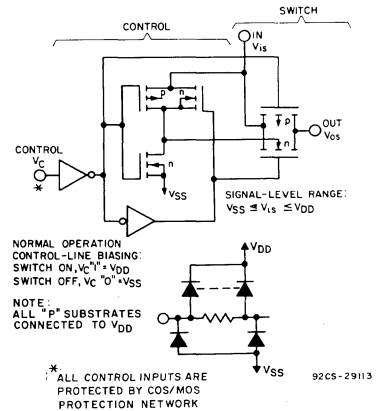 SWITCH
CONTROL
IN
Vis
p
n
p
n
OUT
Vos
CONTROL
VC
*
n
VSS
SIGNAL-LEVEL RANGE:
VSS ≤ Vis ≤ VDD
NORMAL OPERATION
CONTROL-LINE BIASING:
SWITCH ON, VC "1" = VDD
SWITCH OFF, VC "0" = VSS
VDD
NOTE:
ALL "P" SUBSTRATES
CONNECTED TO VDD
VSS
* ALL CONTROL INPUTS ARE
PROTECTED BY COS/MOS
PROTECTION NETWORK
92CS-29113